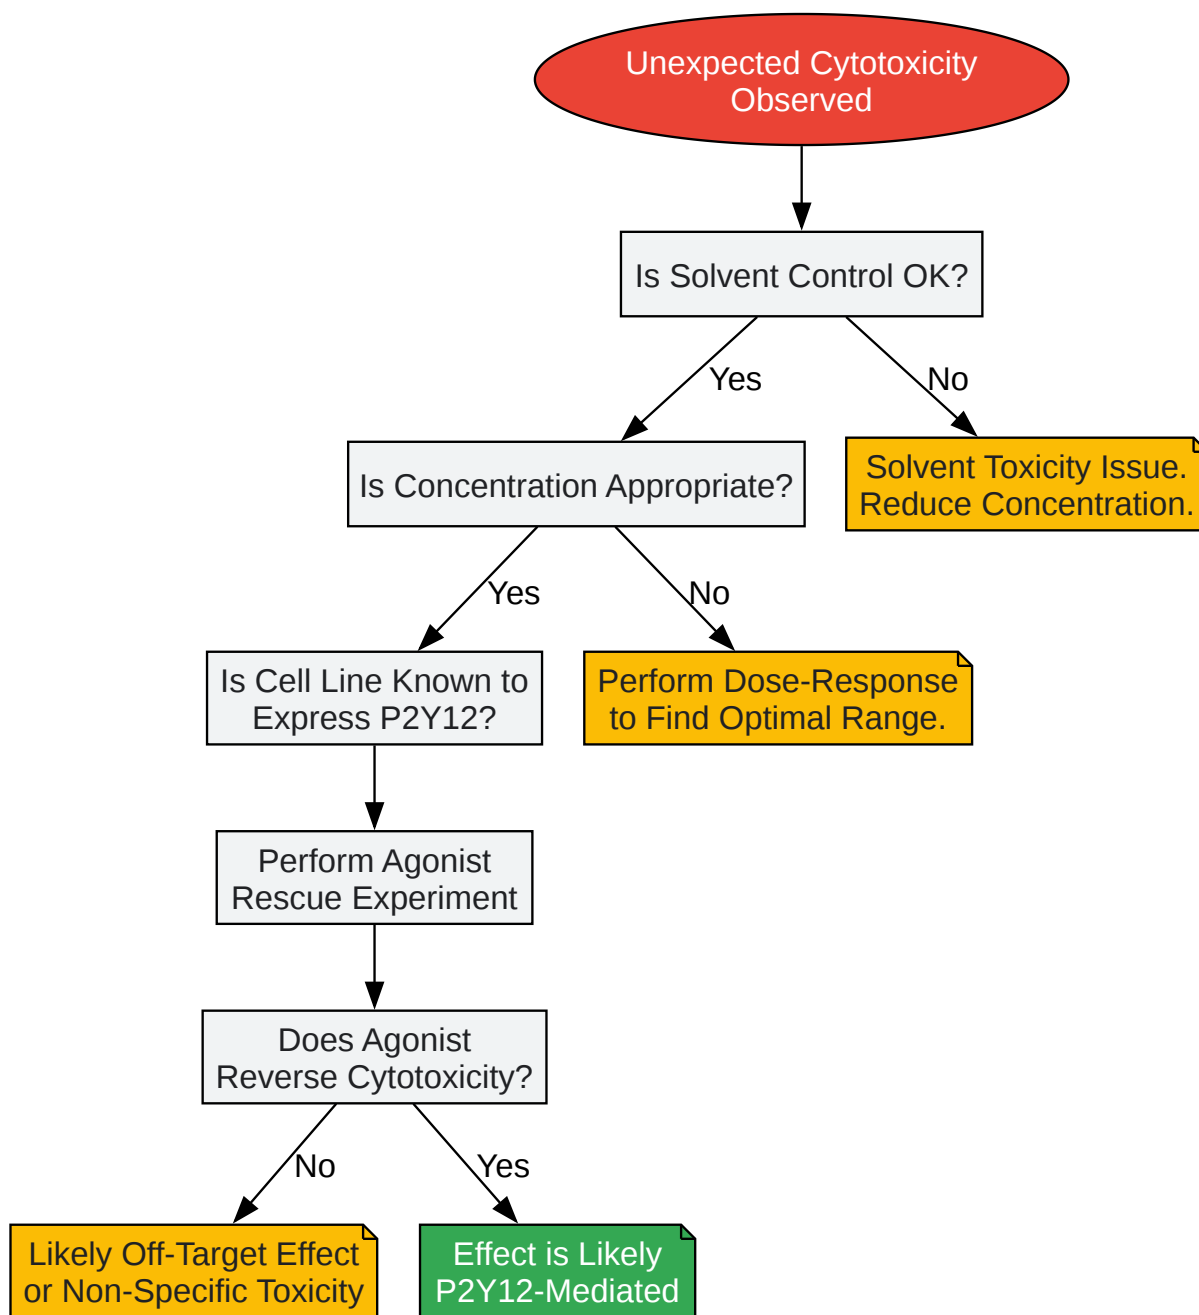 Unexpected Cytotoxicity
Observed
Is Solvent Control OK?
Yes
No
Is Concentration Appropriate?
Solvent Toxicity Issue.
Reduce Concentration.
Yes
No
Is Cell Line Known to
Express P2Y12?
Perform Dose-Response
to Find Optimal Range.
Perform Agonist
Rescue Experiment
Does Agonist
Reverse Cytotoxicity?
No
Yes
Likely Off-Target Effect
or Non-Specific Toxicity
Effect is Likely
P2Y12-Mediated